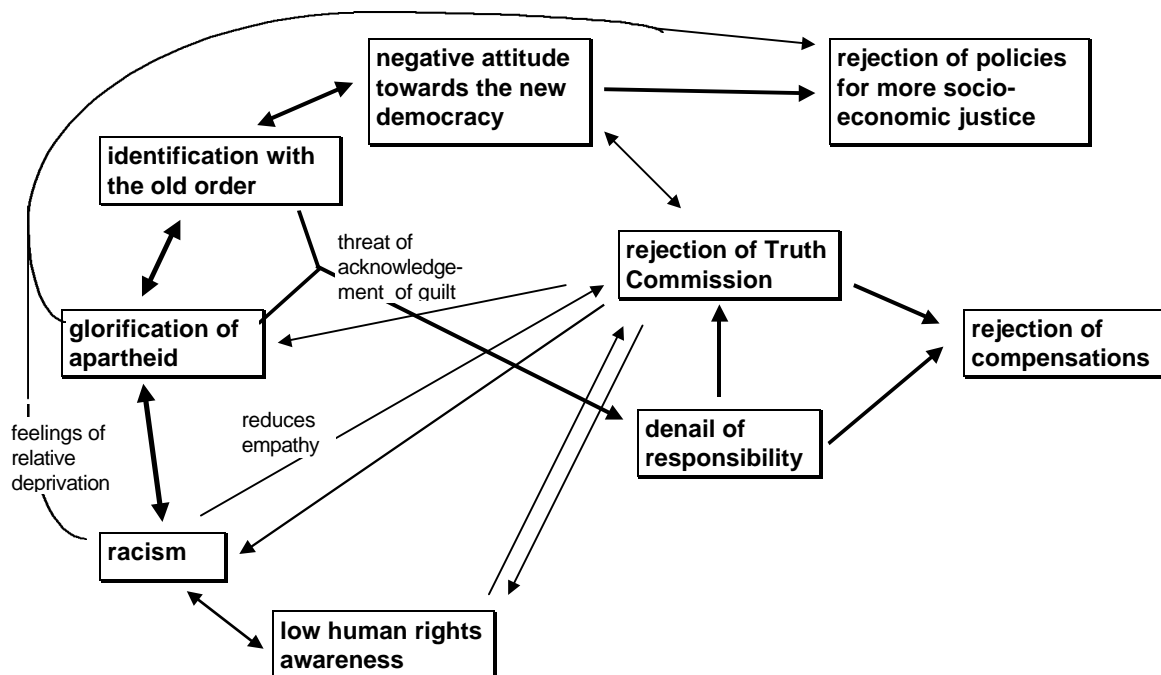 negative attitude
towards the new
democracy
rejection of policies
for more socio-
economic justice
identification with
the old order
threat of
acknowledge-
ment of guilt
rejection of Truth
Commission
glorification of
apartheid
rejection of
compensations
feelings of
relative
deprivation
reduces
empathy
denail of
responsibility
racism
low human rights
awareness